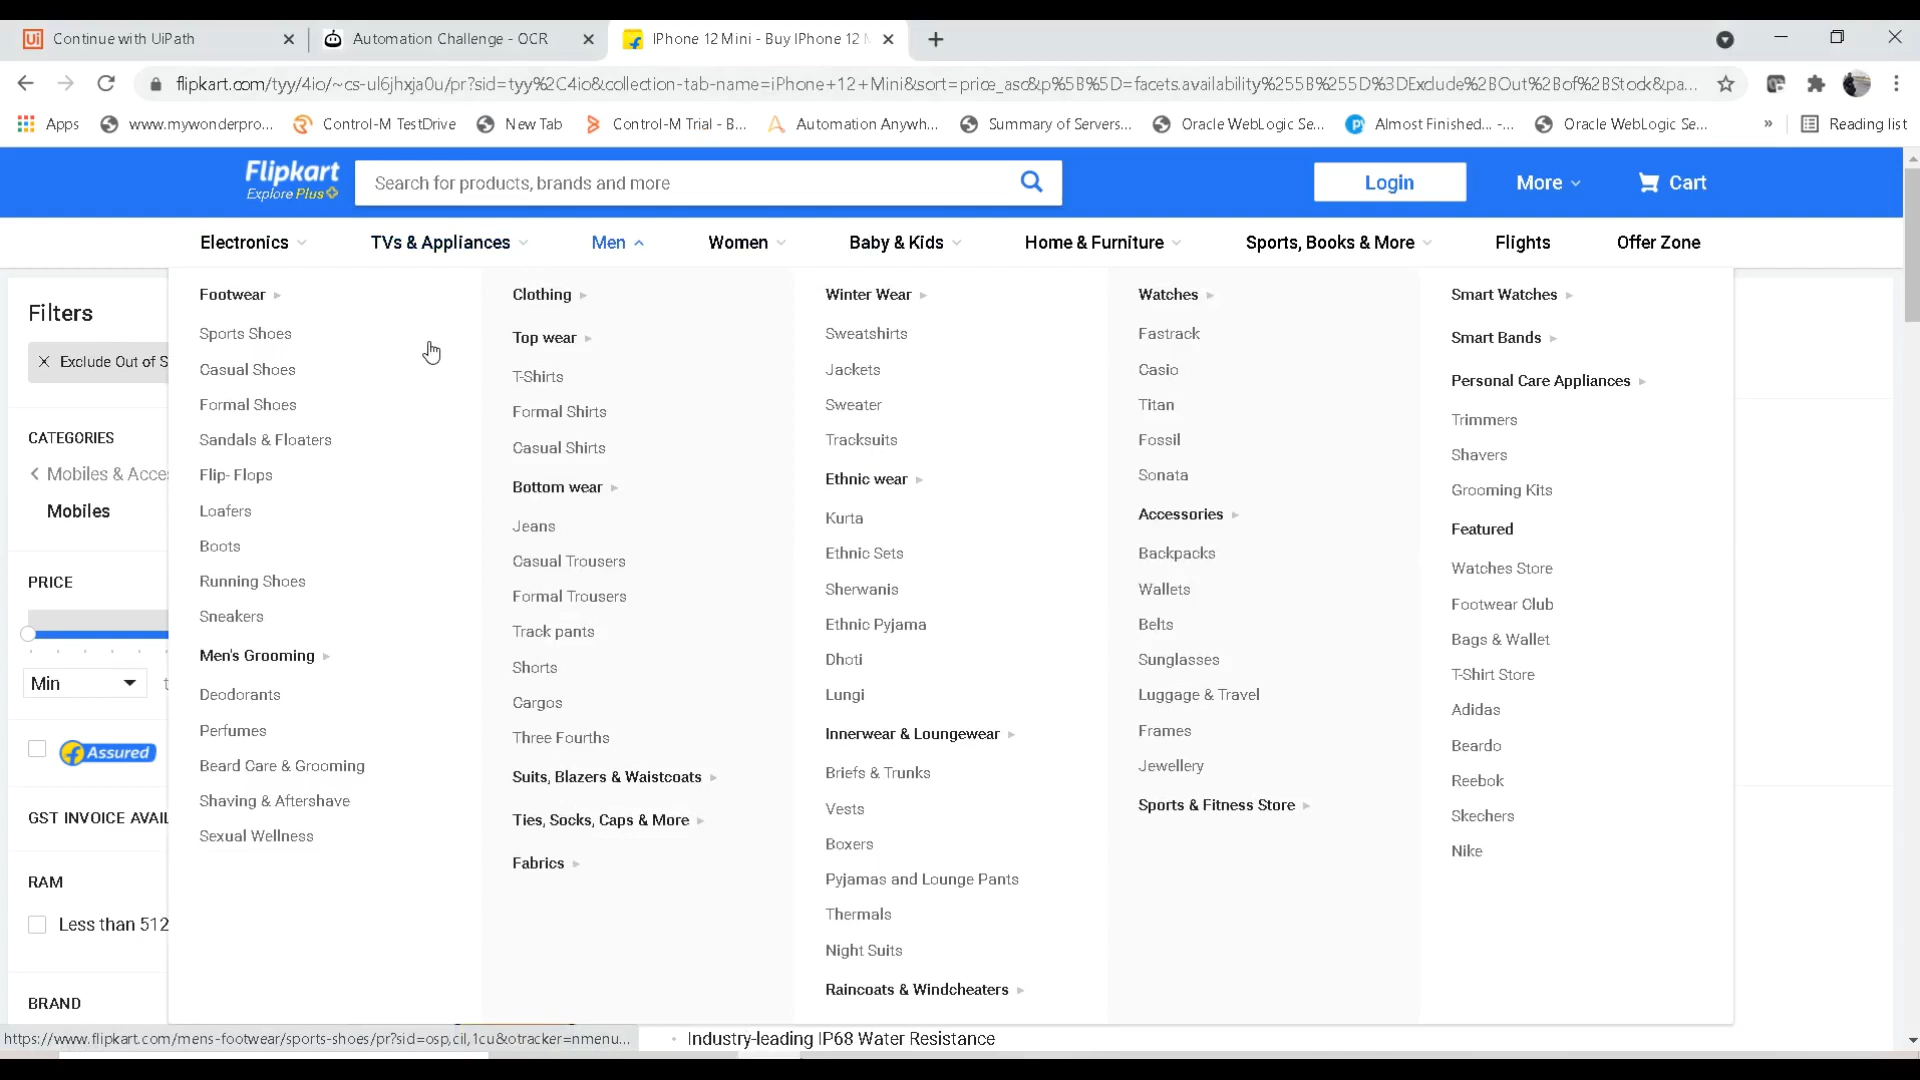 Continue with UiPath
Automation Challenge - OCR
IPhone 12 Mini - Buy IPhone 12
flipkart.com/tyy/4io/~cs-ul6jhxja0u/pr?sid=tyy%2C4io&collection-tab-name=iPhone+12+Mini&sort=price_asc&p%5B%5D=facets.availability%255B%255D%3DExclude%2BOut%2Bof%2BStock&pa...
Apps
www.mywonderpro...
Control-M TestDrive
New Tab
Control-M Trial - B...
Automation Anywh...
Summary of Servers...
Oracle WebLogic Se...
Almost Finished... -...
Oracle WebLogic Se...
»
Reading list
Flipkart
Explore Plus
Search for products, brands and more
Login
More
Cart
Electronics
TVs & Appliances
Men
Women
Baby & Kids
Home & Furniture
Sports, Books & More
Flights
Offer Zone
Filters
Exclude Out of S
CATEGORIES
Mobiles & Acce
Mobiles
PRICE
Min
Assured
GST INVOICE AVAIL
RAM
Less than 512
BRAND
Footwear
Sports Shoes
Casual Shoes
Formal Shoes
Sandals & Floaters
Flip- Flops
Loafers
Boots
Running Shoes
Sneakers
Men's Grooming
Deodorants
Perfumes
Beard Care & Grooming
Shaving & Aftershave
Sexual Wellness
Clothing
Top wear
T-Shirts
Formal Shirts
Casual Shirts
Bottom wear
Jeans
Casual Trousers
Formal Trousers
Track pants
Shorts
Cargos
Three Fourths
Suits, Blazers & Waistcoats
Ties, Socks, Caps & More
Fabrics
Winter Wear
Sweatshirts
Jackets
Sweater
Tracksuits
Ethnic wear
Kurta
Ethnic Sets
Sherwanis
Ethnic Pyjama
Dhoti
Lungi
Innerwear & Loungewear
Briefs & Trunks
Vests
Boxers
Pyjamas and Lounge Pants
Thermals
Night Suits
Raincoats & Windcheaters
Watches
Fastrack
Casio
Titan
Fossil
Sonata
Accessories
Backpacks
Wallets
Belts
Sunglasses
Luggage & Travel
Frames
Jewellery
Sports & Fitness Store
Smart Watches
Smart Bands
Personal Care Appliances
Trimmers
Shavers
Grooming Kits
Featured
Watches Store
Footwear Club
Bags & Wallet
T-Shirt Store
Adidas
Beardo
Reebok
Skechers
Nike
https://www.flipkart.com/mens-footwear/sports-shoes/pr?sid=osp,cil,1cu&otracker=nmenu...
Industry-leading IP68 Water Resistance